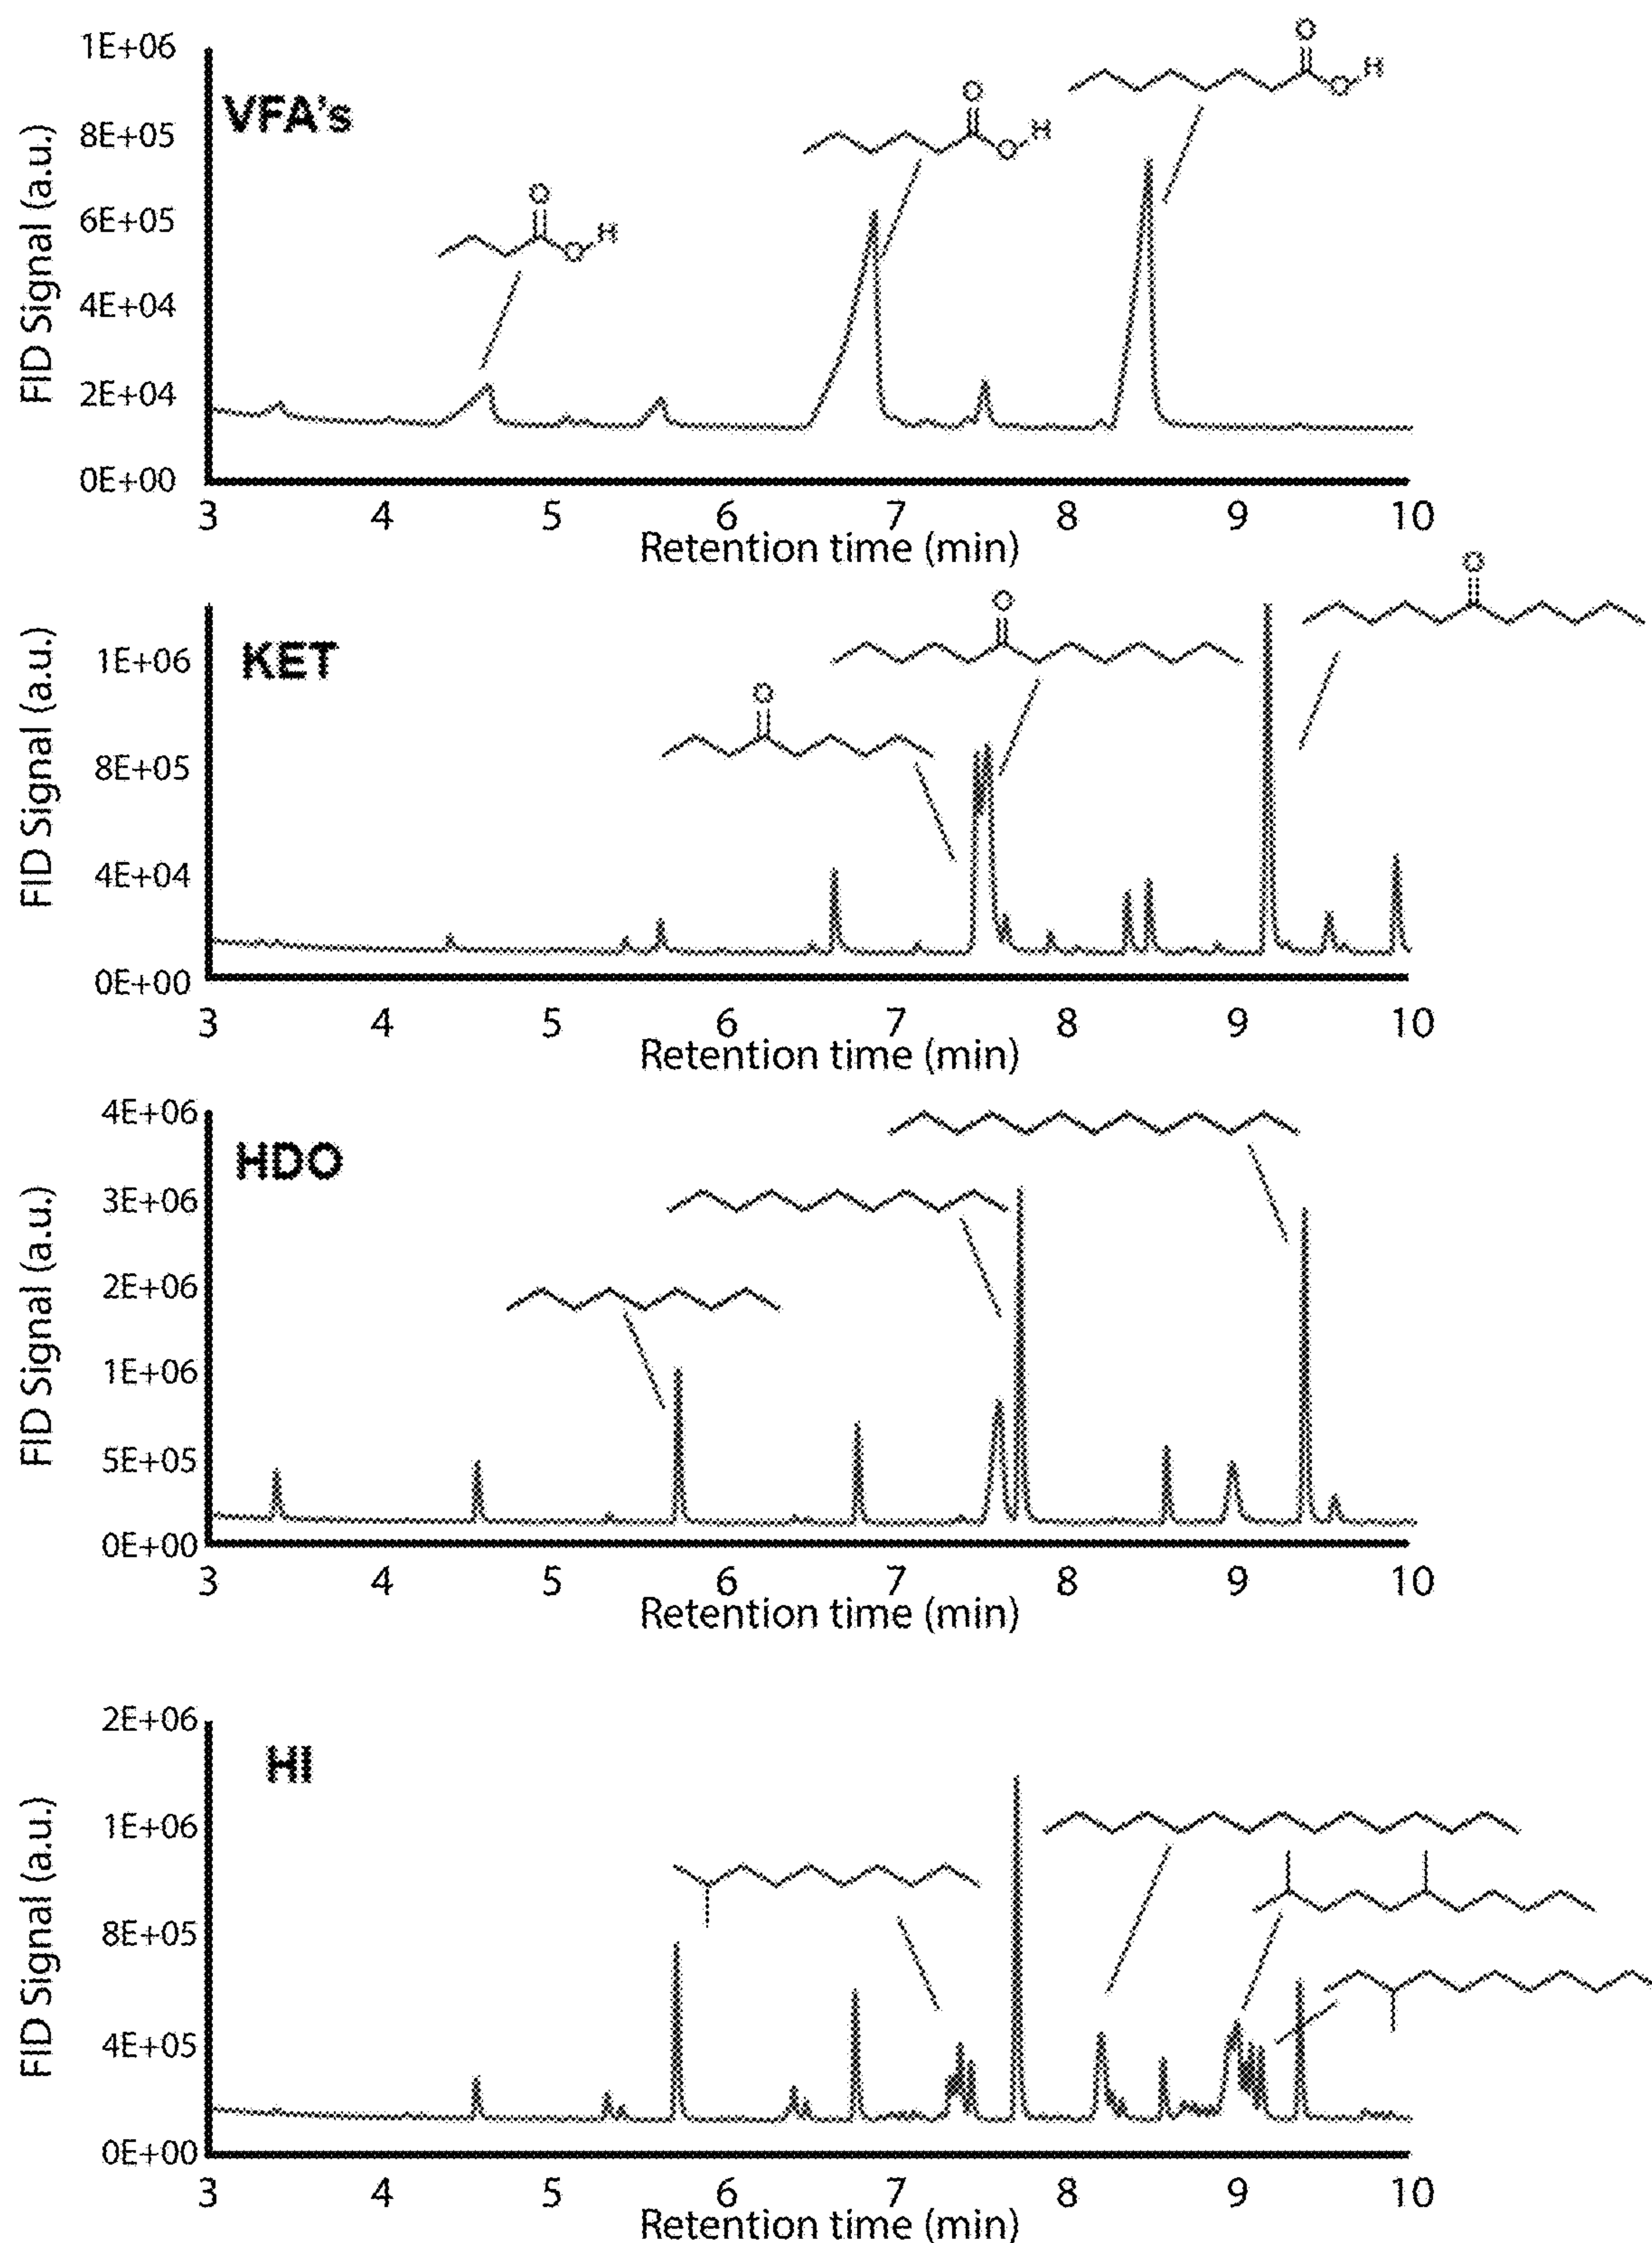 1E+06
VFA's
8E+05
6E+05
4E+04
2E+04
0E+00
FID Signal (a.u.)
O
H
O
O
H
O
O
H
O
3 4 5 6 7 8 9 10
Retention time (min)
KET
1E+06
8E+05
4E+04
0E+00
FID Signal (a.u.)
O
O
O
3 4 5 6 7 8 9 10
Retention time (min)
4E+06
HDO
3E+06
2E+06
1E+06
5E+05
0E+00
FID Signal (a.u.)
3 4 5 6 7 8 9 10
Retention time (min)
2E+06
HI
1E+06
8E+05
4E+05
0E+00
FID Signal (a.u.)
3 4 5 6 7 8 9 10
Retention time (min)